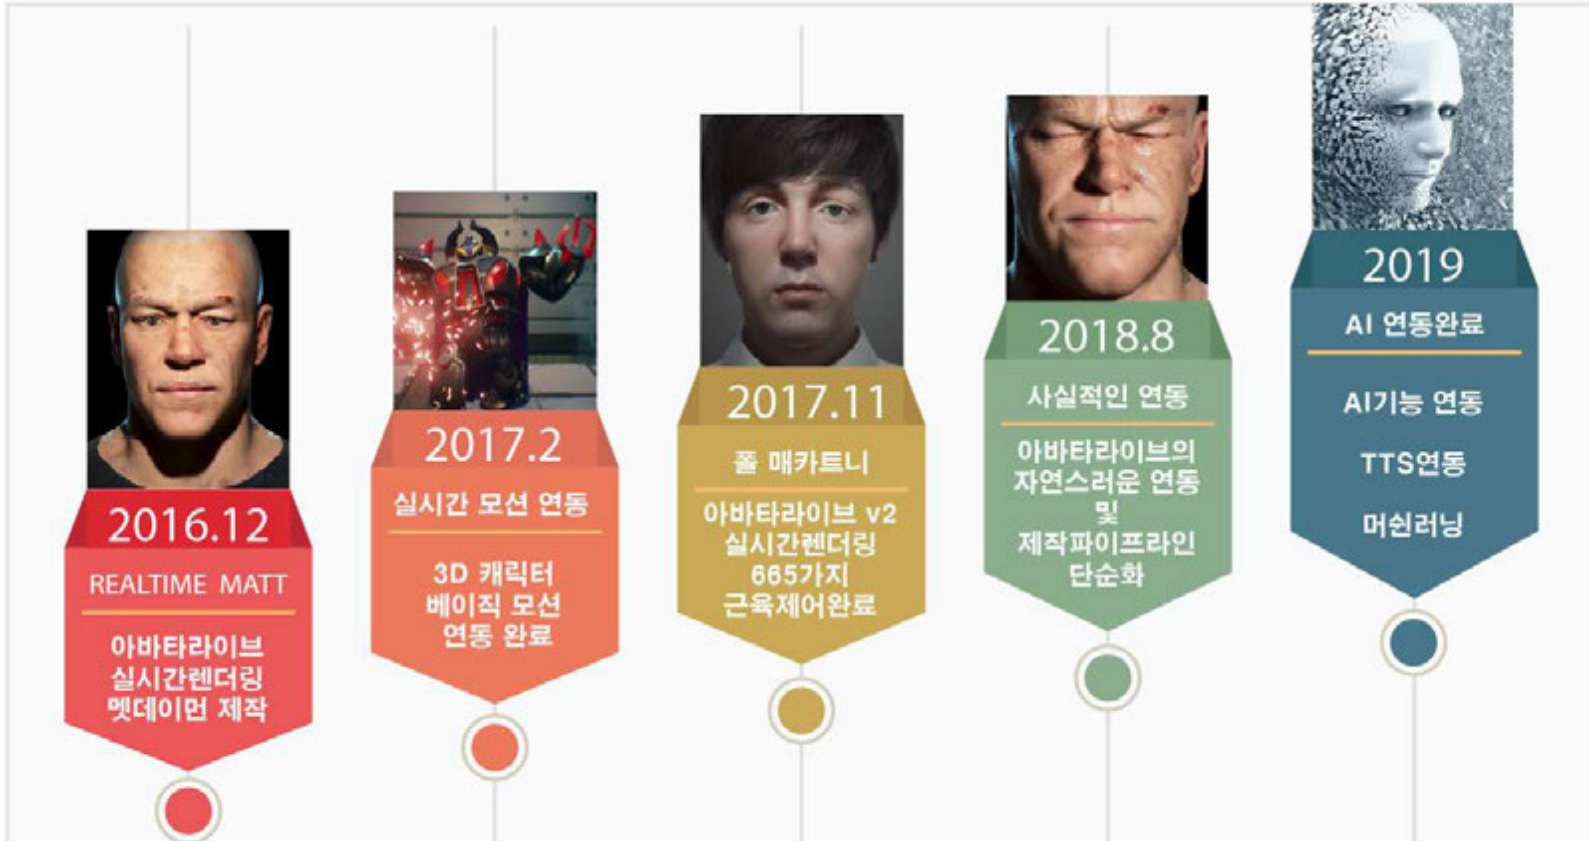 2016.12
REALTIME MATT
아바타라이브
실시간렌더링
멧데이먼 제작
2017.2
실시간 모션 연동
3D 캐릭터
베이직 모션
연동 완료
2017.11
폴 매카트니
아바타라이브 v2
실시간렌더링
665가지
근육제어완료
2018.8
사실적인 연동
아바타라이브의
자연스러운 연동
및
제작파이프라인
단순화
2019
AI 연동완료
AI기능 연동
TTS연동
머쉰러닝